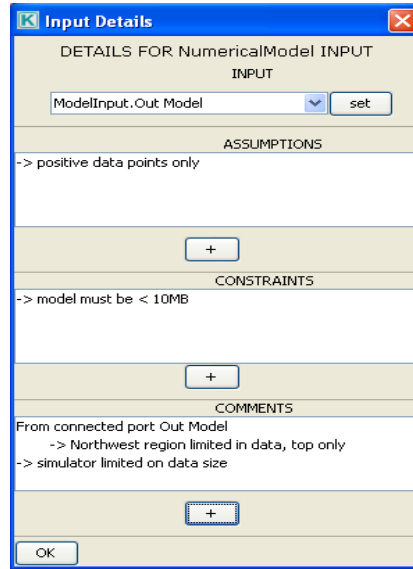 K Input Details
DETAILS FOR NumericalModel INPUT
INPUT
ModelInput.Out Model set
ASSUMPTIONS
-> positive data points only
+
CONSTRAINTS
-> model must be < 10MB
+
COMMENTS
From connected port Out Model
-> Northwest region limited in data, top only
-> simulator limited on data size
+
OK